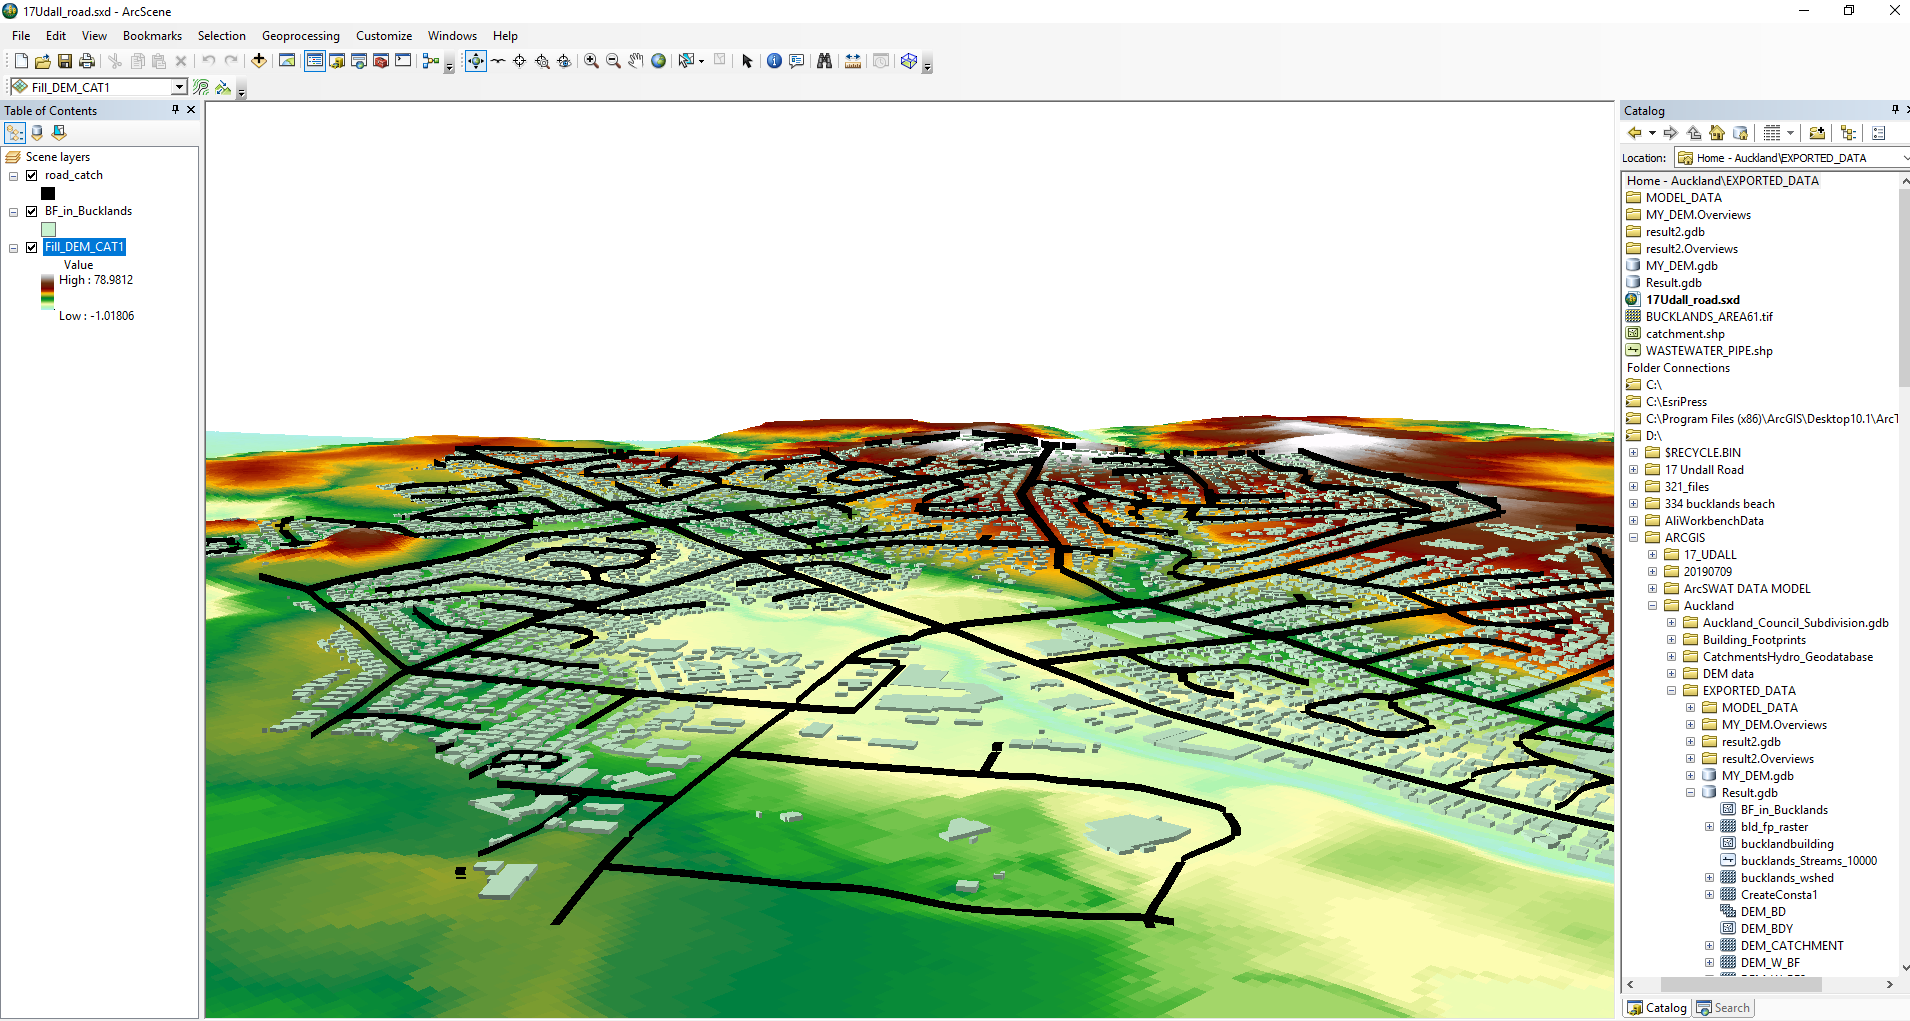 17Udall_road.sxd - ArcScene
File Edit View Bookmarks Selection Geoprocessing Customize Windows Help
Fill_DEM_CAT1
Table of Contents
Scene layers
road_catch
BF_in_Bucklands
Fill_DEM_CAT1
Value
High : 78.9812
Low : -1.01806
Catalog
Location: Home - Auckland\EXPORTED_DATA
Home - Auckland\EXPORTED_DATA
MODEL_DATA
MY_DEM.Overviews
result2.gdb
result2.Overviews
MY_DEM.gdb
Result.gdb
17Udall_road.sxd
BUCKLANDS_AREA61.tif
catchment.shp
WASTEWATER_PIPE.shp
Folder Connections
C:\
C:\EsriPress
C:\Program Files (x86)\ArcGIS\Desktop10.1\ArcT
D:\
$RECYCLE.BIN
17 Undall Road
321_files
334 bucklands beach
AliWorkbenchData
ARCGIS
17_UDALL
20190709
ArcSWAT DATA MODEL
Auckland
Auckland_Council_Subdivision.gdb
Building_Footprints
CatchmentsHydro_Geodatabase
DEM data
EXPORTED_DATA
MODEL_DATA
MY_DEM.Overviews
result2.gdb
result2.Overviews
MY_DEM.gdb
Result.gdb
BF_in_Bucklands
bld_fp_raster
bucklandbuilding
bucklands_Streams_10000
bucklands_wshed
CreateConsta1
DEM_BD
DEM_BDY
DEM_CATCHMENT
DEM_W_BF
Catalog Search